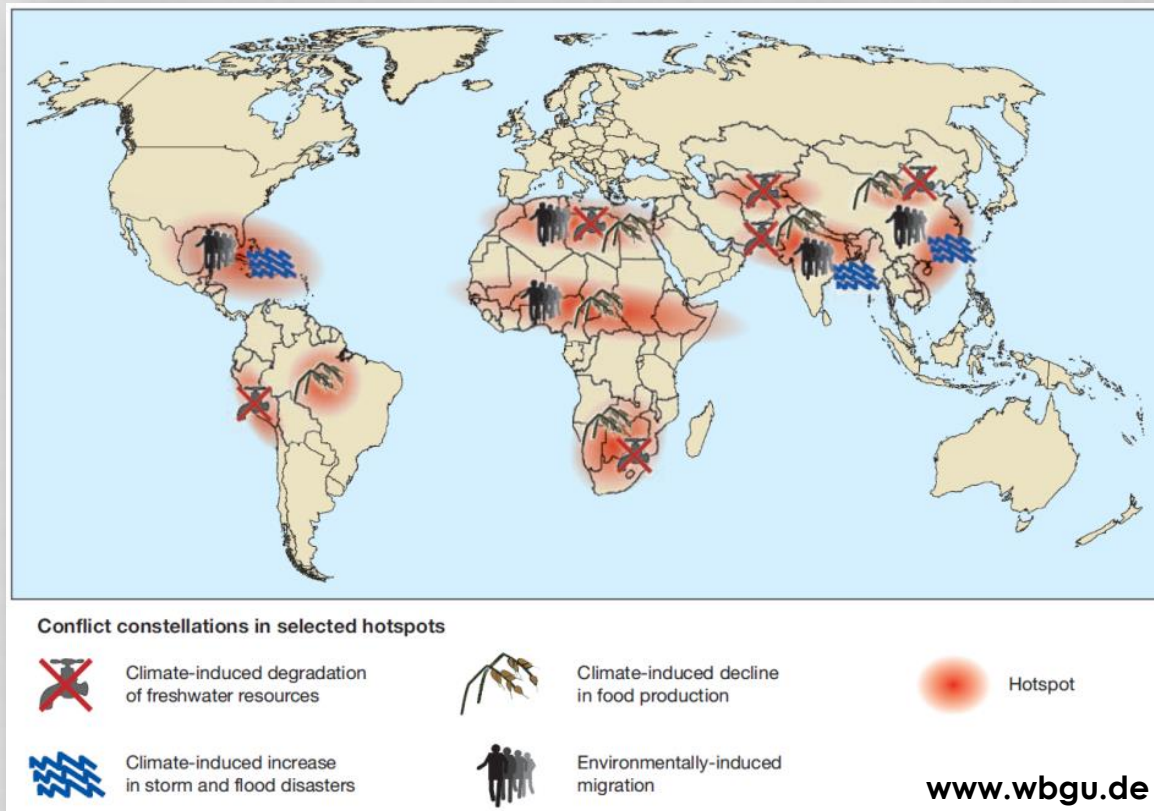 Conflict constellations in selected hotspots
Climate-induced degradation
of freshwater resources
Climate-induced decline
in food production
Hotspot
Climate-induced increase
in storm and flood disasters
Environmentally-induced
migration
www.wbgu.de